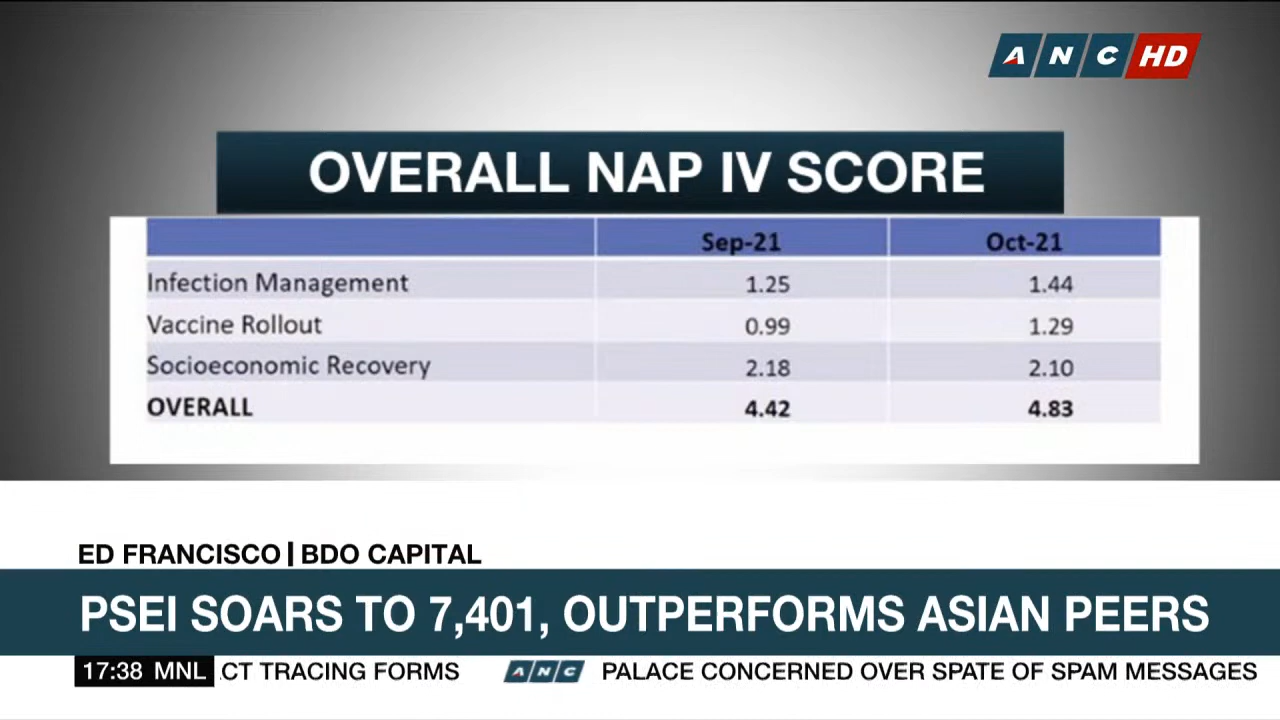 ANC HD
OVERALL NAP IV SCORE
Sep-21 Oct-21
Infection Management 1.25 1.44
Vaccine Rollout 0.99 1.29
Socioeconomic Recovery 2.18 2.10
OVERALL 4.42 4.83
ED FRANCISCO | BDO CAPITAL
PSEI SOARS TO 7,401, OUTPERFORMS ASIAN PEERS
17:38 MNL CT TRACING FORMS ANC PALACE CONCERNED OVER SPATE OF SPAM MESSAGES